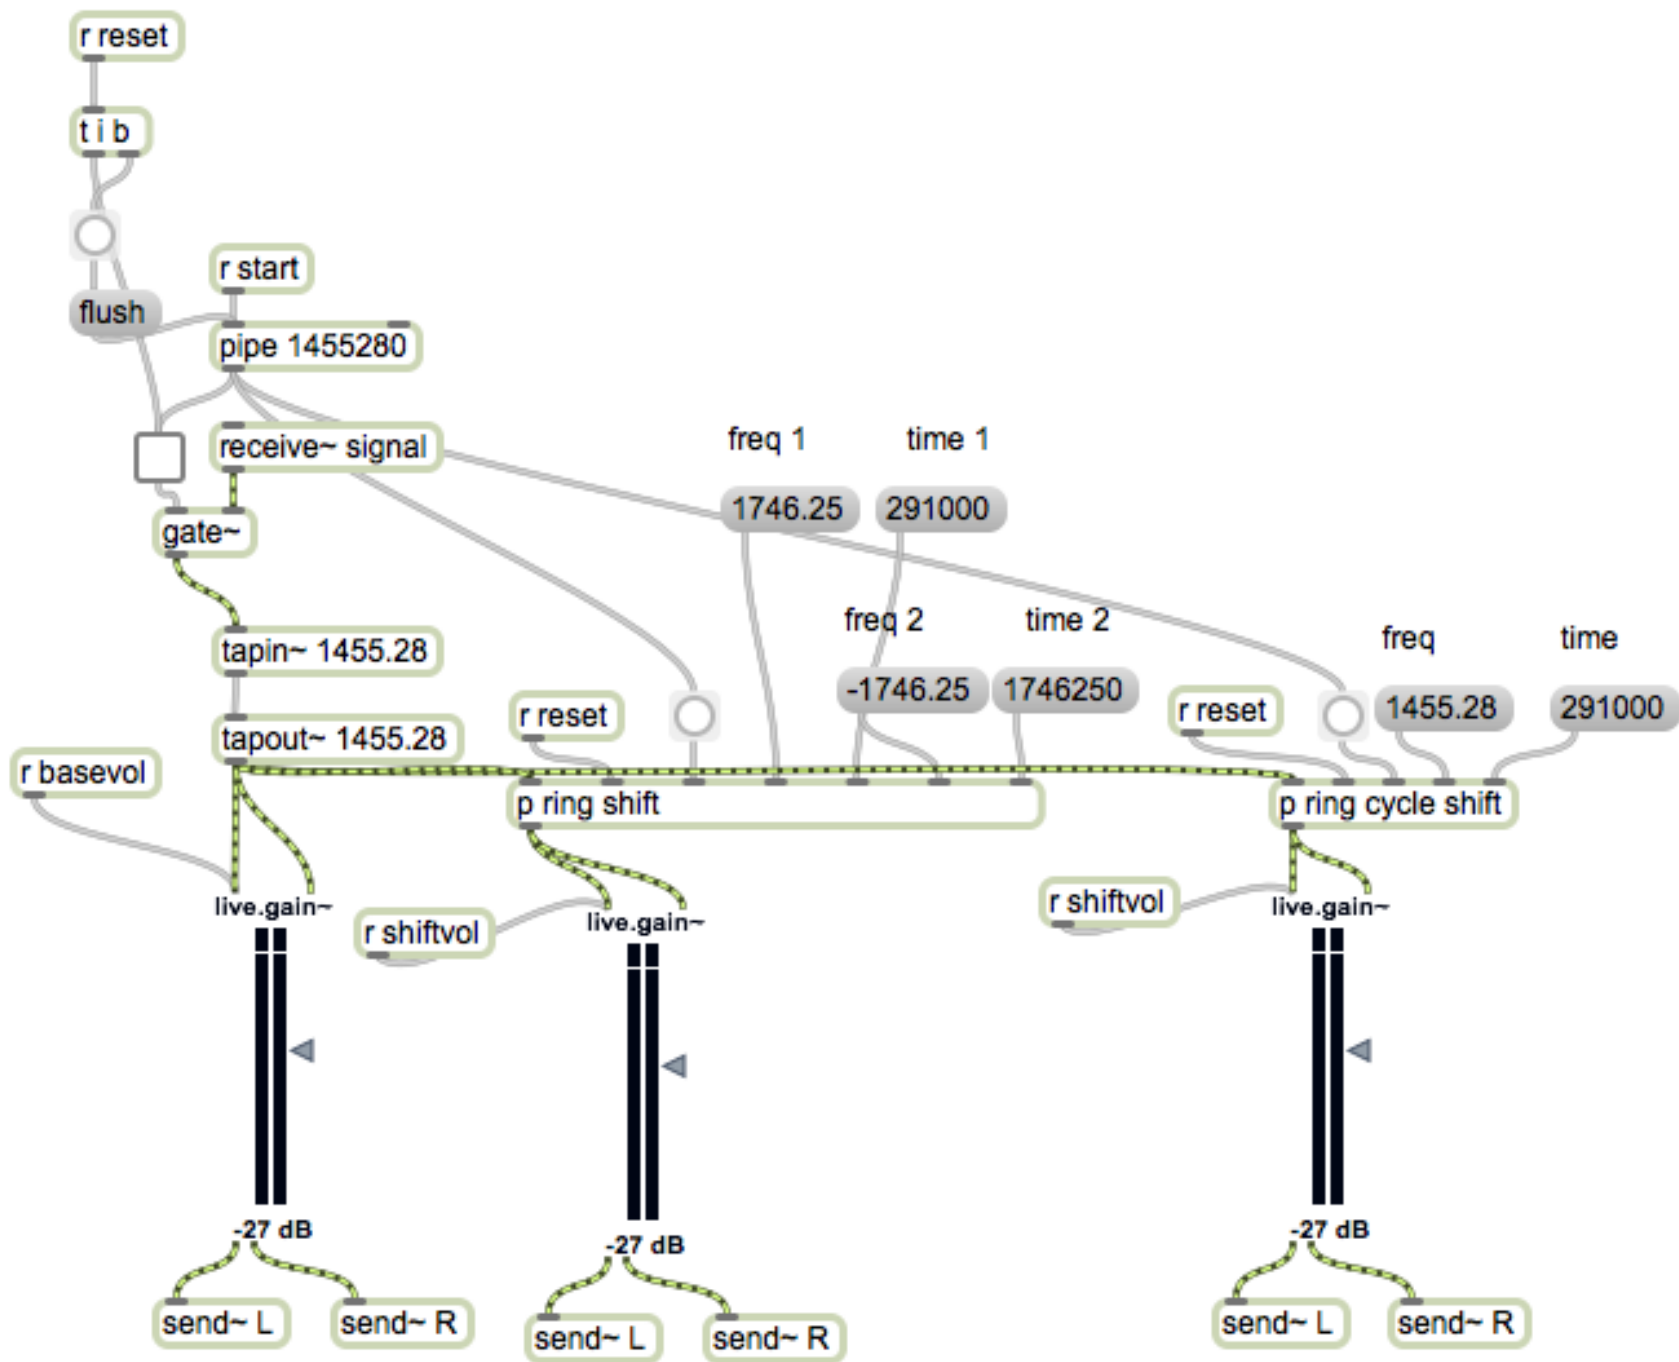 r reset
t i b
flush
r start
pipe 1455280
receive~ signal
gate~
tapin~ 1455.28
tapout~ 1455.28
r basevol
live.gain~
-27 dB
send~ L
send~ R
freq 1
time 1
1746.25
291000
freq 2
time 2
-1746.25
1746250
r reset
p ring shift
r shiftvol
live.gain~
-27 dB
send~ L
send~ R
freq
time
r reset
1455.28
291000
p ring cycle shift
r shiftvol
live.gain~
-27 dB
send~ L
send~ R